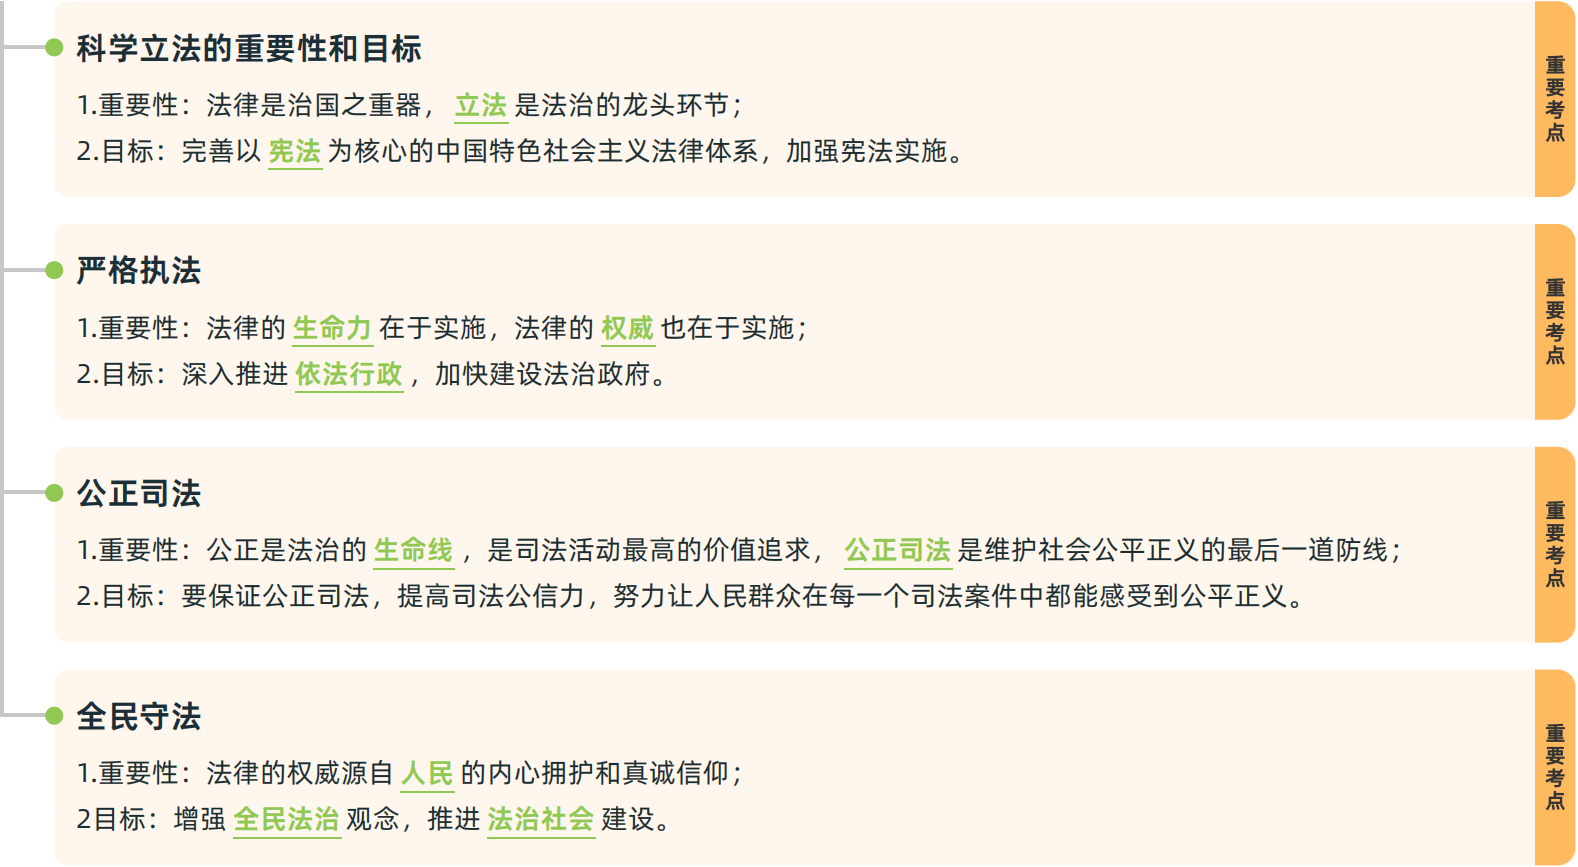 科学立法的重要性和目标
1.重要性：法律是治国之重器， 立法 是法治的龙头环节；
2.目标：完善以 宪法 为核心的中国特色社会主义法律体系，加强宪法实施。
重要考点
严格执法
1.重要性：法律的 生命力 在于实施，法律的 权威 也在于实施；
2.目标：深入推进 依法行政 ，加快建设法治政府。
重要考点
公正司法
1.重要性：公正是法治的 生命线 ，是司法活动最高的价值追求， 公正司法 是维护社会公平正义的最后一道防线；
2.目标：要保证公正司法，提高司法公信力，努力让人民群众在每一个司法案件中都能感受到公平正义。
重要考点
全民守法
1.重要性：法律的权威源自 人民 的内心拥护和真诚信仰；
2目标：增强 全民法治 观念，推进 法治社会 建设。
重要考点